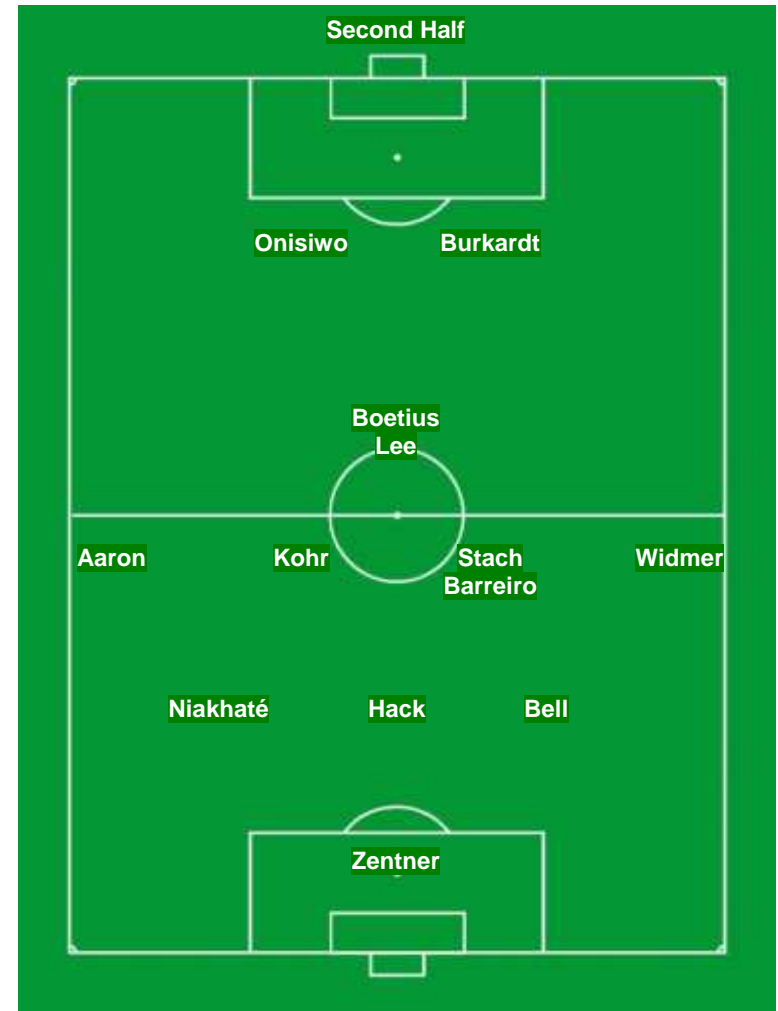 Second Half
Onisiwo Burkardt
Boetius
Lee
Aaron Kohr Stach Widmer
Barreiro
Niakhaté Hack Bell
Zentner